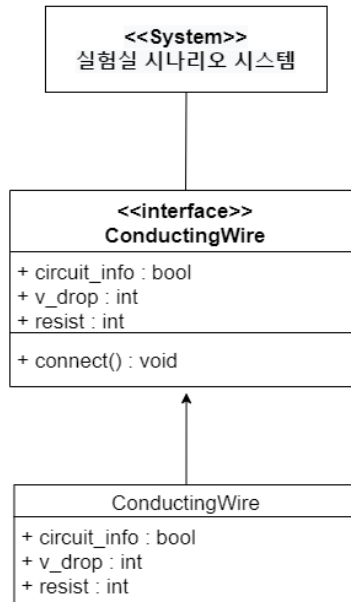 <<System>>
실험실 시나리오 시스템
<<interface>>
ConductingWire
+ circuit_info : bool
+ v_drop : int
+ resist : int
+ connect() : void
ConductingWire
+ circuit_info : bool
+ v_drop : int
+ resist : int